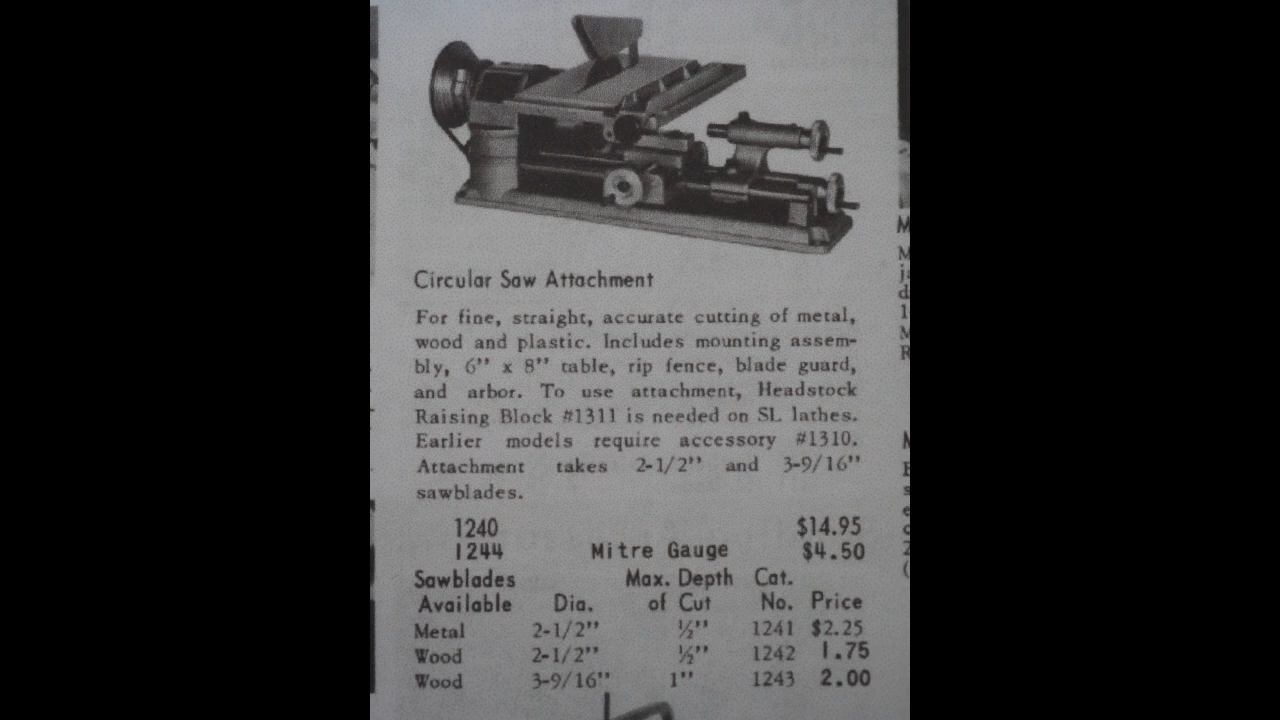 Circular Saw Attachment
For fine, straight, accurate cutting of metal,
wood and plastic. Includes mounting assem-
bly, 6" x 8" table, rip fence, blade guard,
and arbor. To use attachment, Headstock
Raising Block #1311 is needed on SL lathes.
Earlier models require accessory #1310.
Attachment takes 2-1/2" and 3-9/16"
sawblades.
1240 $14.95
1244 Mitre Gauge $4.50
Sawblades Max. Depth Cat.
Available Dia. of Cut No. Price
Metal 2-1/2" ½" 1241 $2.25
Wood 2-1/2" ½" 1242 1.75
Wood 3-9/16" 1" 1243 2.00